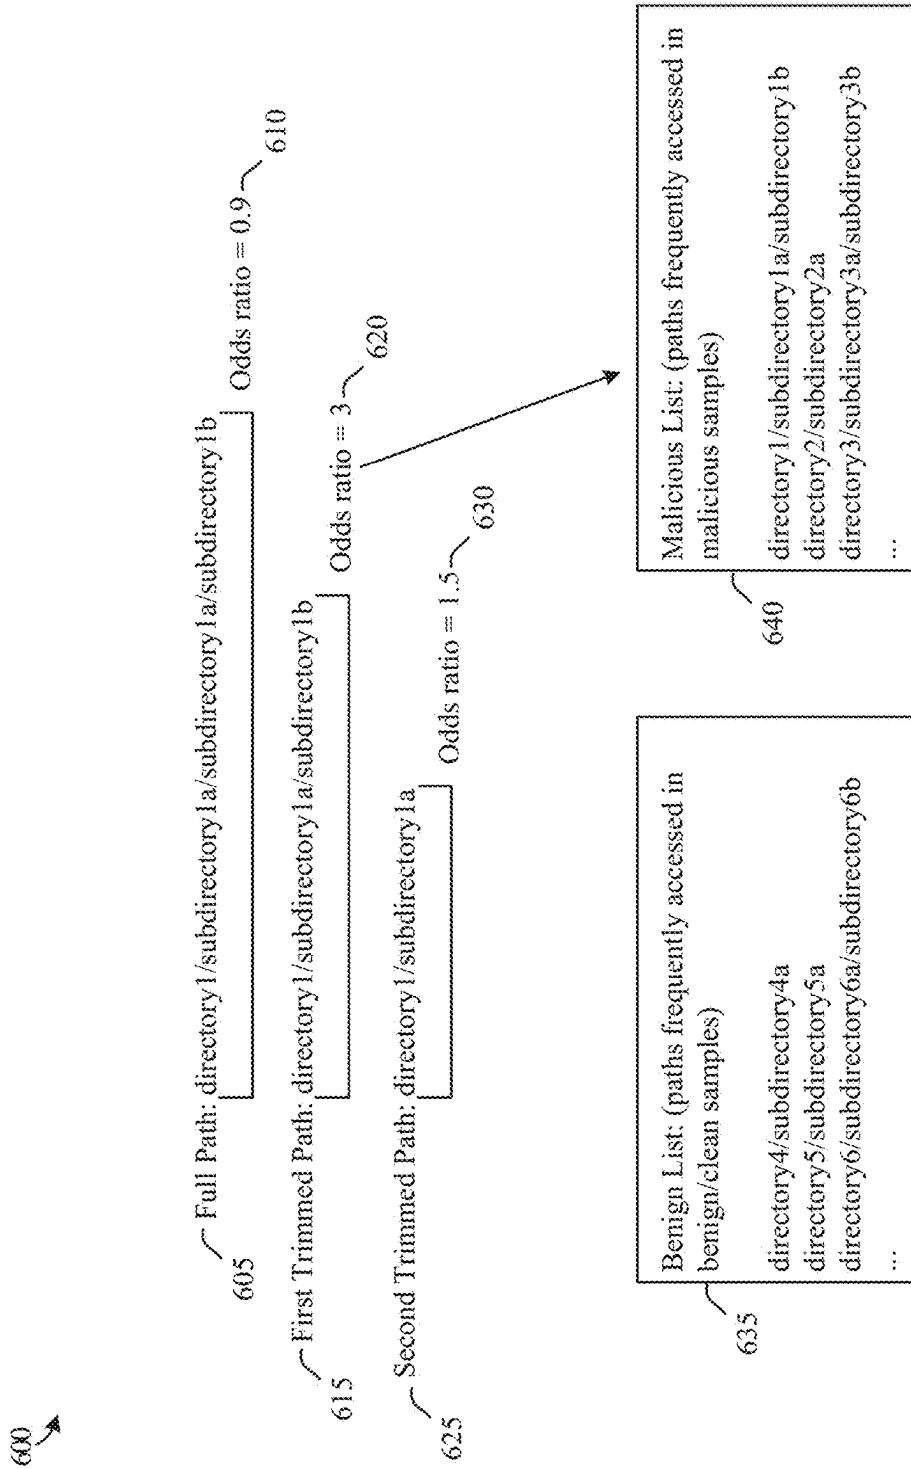 600
605
Full Path: directory1/subdirectory1a/subdirectory1a/subdirectory1b
Odds ratio = 0.9
610
615
First Trimmed Path: directory1/subdirectory1a/subdirectory1b
Odds ratio = 3
620
625
Second Trimmed Path: directory1/subdirectory1a
Odds ratio = 1.5
630
635
Benign List: (paths frequently accessed in
benign/clean samples)
directory4/subdirectory4a
directory5/subdirectory5a
directory6/subdirectory6a/subdirectory6b
...
640
Malicious List: (paths frequently accessed in
malicious samples)
directory1/subdirectory1a/subdirectory1b
directory2/subdirectory2a
directory3/subdirectory3a/subdirectory3b
...